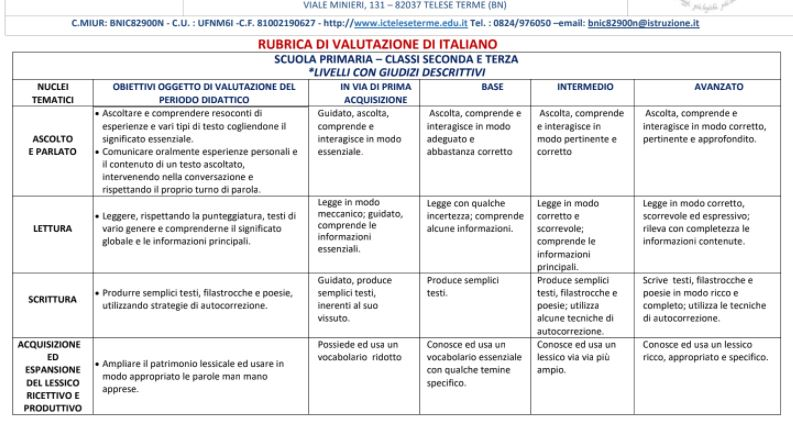 VIALE MINIERI, 131 – 82037 TELESE TERME (BN)
C.MIUR: BNIC82900N - C.U. : UFNM6I -C.F. 81002190627 - http://www.icteleseterme.edu.it Tel. : 0824/976050 –email: bnic82900n@istruzione.it
RUBRICA DI VALUTAZIONE DI ITALIANO
SCUOLA PRIMARIA – CLASSI SECONDA E TERZA
*LIVELLI CON GIUDIZI DESCRITTIVI
NUCLEI
TEMATICI
OBIETTIVI OGGETTO DI VALUTAZIONE DEL
PERIODO DIDATTICO
IN VIA DI PRIMA
ACQUISIZIONE
BASE
INTERMEDIO
AVANZATO
ASCOLTO
E PARLATO
• Ascoltare e comprendere resoconti di
esperienze e vari tipi di testo cogliendone il
significato essenziale.
• Comunicare oralmente esperienze personali e
il contenuto di un testo ascoltato,
intervenendo nella conversazione e
rispettando il proprio turno di parola.
Guidato, ascolta,
comprende e
interagisce in modo
essenziale.
Ascolta, comprende e
interagisce in modo
adeguato e
abbastanza corretto
Ascolta, comprende
e interagisce in
modo pertinente e
corretto
Ascolta, comprende e
interagisce in modo corretto,
pertinente e approfondito.
LETTURA
• Leggere, rispettando la punteggiatura, testi di
vario genere e comprenderne il significato
globale e le informazioni principali.
Legge in modo
meccanico; guidato,
comprende le
informazioni
essenziali.
Legge con qualche
incertezza; comprende
alcune informazioni.
Legge in modo
corretto e
scorrevole;
comprende le
informazioni
principali.
Legge in modo corretto,
scorrevole ed espressivo;
rileva con completezza le
informazioni contenute.
SCRITTURA
• Produrre semplici testi, filastrocche e poesie,
utilizzando strategie di autocorrezione.
Guidato, produce
semplici testi,
inerenti al suo
vissuto.
Produce semplici
testi.
Produce semplici
testi, filastrocche e
poesie; utilizza
alcune tecniche di
autocorrezione.
Scrive testi, filastrocche e
poesie in modo ricco e
completo; utilizza le tecniche
di autocorrezione.
ACQUISIZIONE
ED
ESPANSIONE
DEL LESSICO
RICETTIVO E
PRODUTTIVO
• Ampliare il patrimonio lessicale ed usare in
modo appropriato le parole man mano
apprese.
Possiede ed usa un
vocabolario ridotto
Conosce ed usa un
vocabolario essenziale
con qualche temine
specifico.
Conosce ed usa un
lessico via via più
ampio.
Conosce ed usa un lessico
ricco, appropriato e specifico.